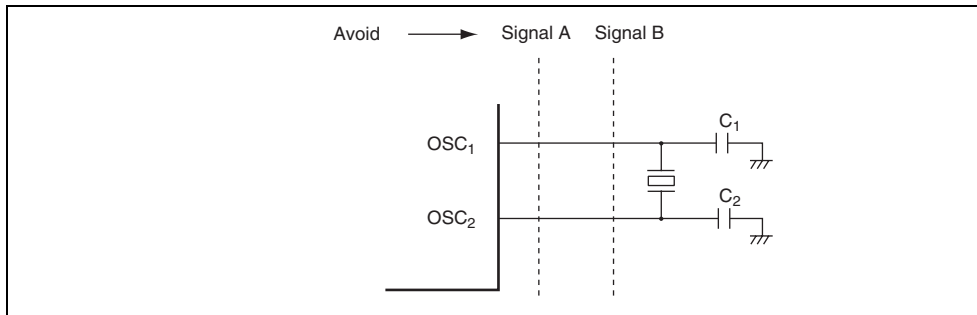 Avoid Signal A Signal B
C₁
OSC₁
C₂
OSC₂